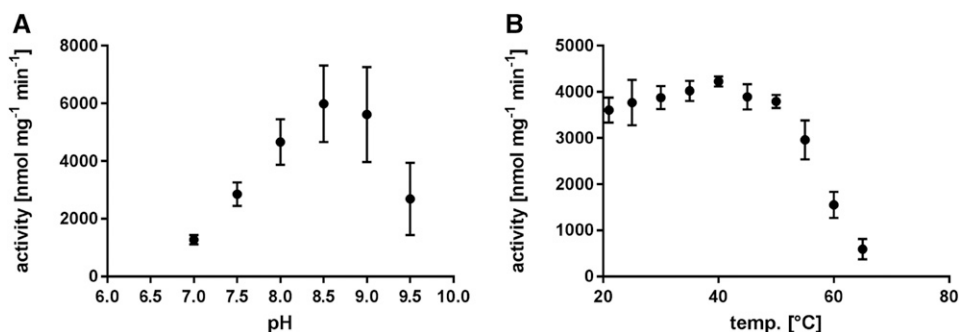 A
activity [nmol mg⁻¹ min⁻¹]
8000
6000
4000
2000
0
6.0 6.5 7.0 7.5 8.0 8.5 9.0 9.5 10.0
pH
B
activity [nmol mg⁻¹ min⁻¹]
5000
4000
3000
2000
1000
0
20 40 60 80
temp. [°C]